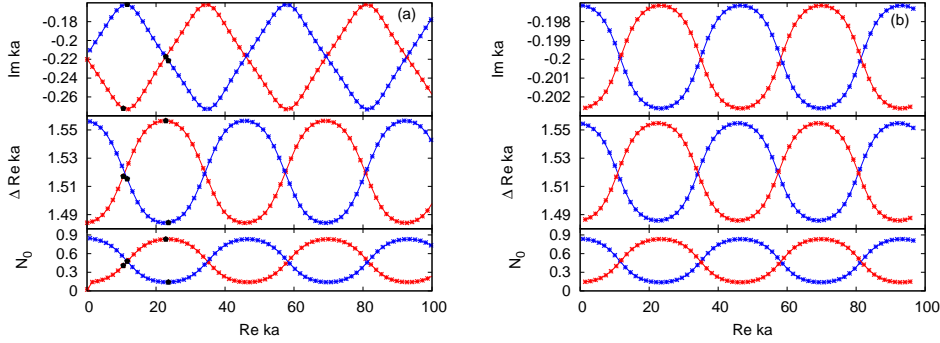 (a)
Im ka
-0.18
-0.2
-0.22
-0.24
-0.26
Δ Re ka
1.55
1.53
1.51
1.49
N0
0.9
0.6
0.3
0
0 20 40 60 80 100
Re ka
(b)
Im ka
-0.198
-0.199
-0.2
-0.201
-0.202
Δ Re ka
1.55
1.53
1.51
1.49
N0
0.9
0.6
0.3
0
0 20 40 60 80 100
Re ka